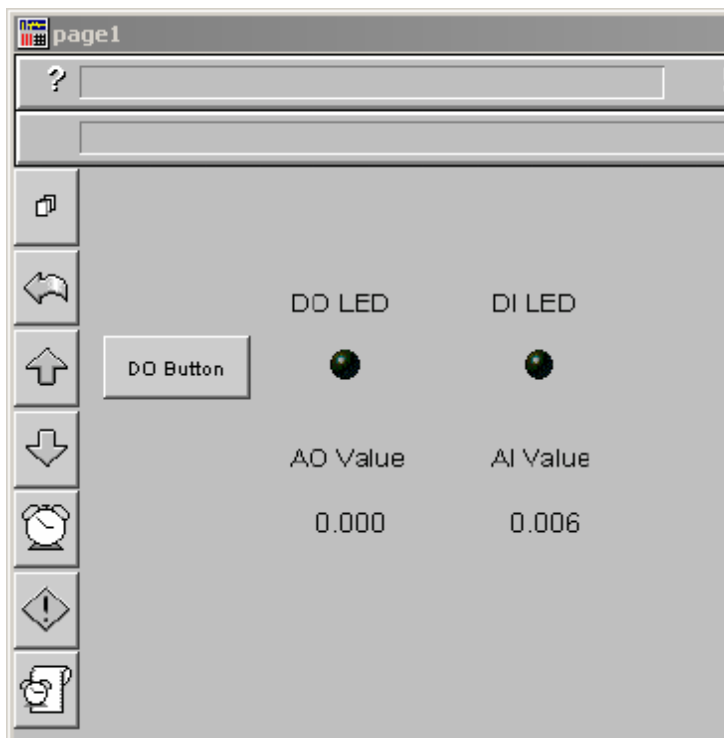 page1
?
DO LED DI LED
DO Button
AO Value AI Value
0.000 0.006